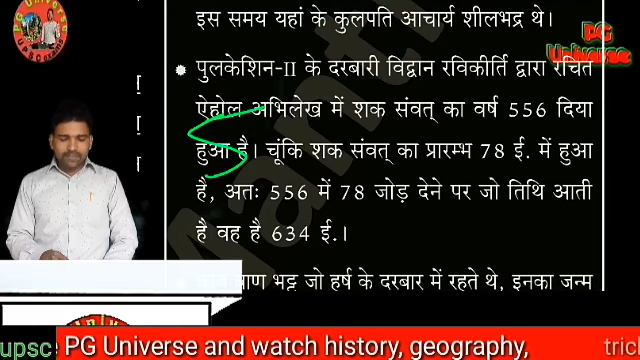 इस समय यहां के कुलपति आचार्य शीलभद्र थे।
पुलकेशिन-II के दरबारी विद्वान रविकीर्ति द्वारा रचित
ऐहोल अभिलेख में शक संवत् का वर्ष 556 दिया
हुआ है। चूंकि शक संवत् का प्रारम्भ 78 ई. में हुआ
है, अतः 556 में 78 जोड़ देने पर जो तिथि आती
है वह है 634 ई.।
बाण भट्ट जो हर्ष के दरबार में रहते थे, इनका जन्म
PG
Universe
upsc
PG Universe and watch history, geography,
tric